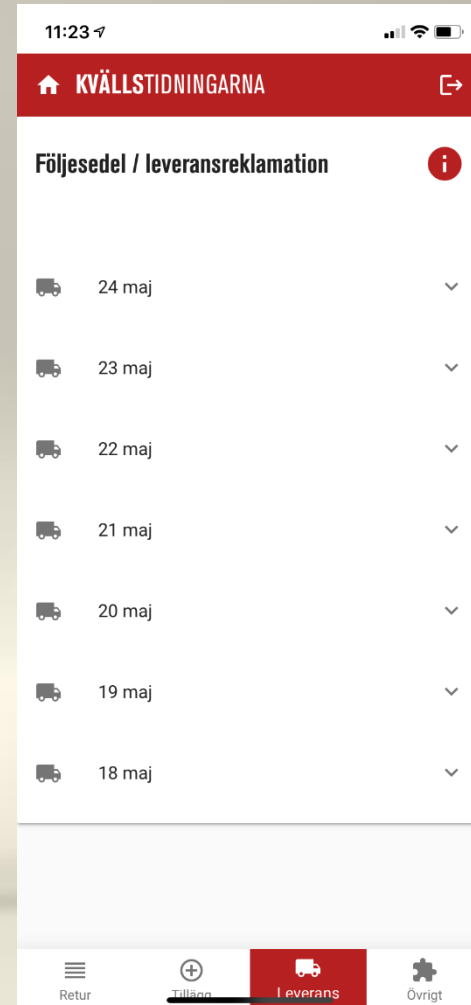 11:23
KVÄLLSTIDNINGARNA
Följesedel / leveransreklamation
24 maj
23 maj
22 maj
21 maj
20 maj
19 maj
18 maj
Retur
Tillägg
Leverans
Övrigt